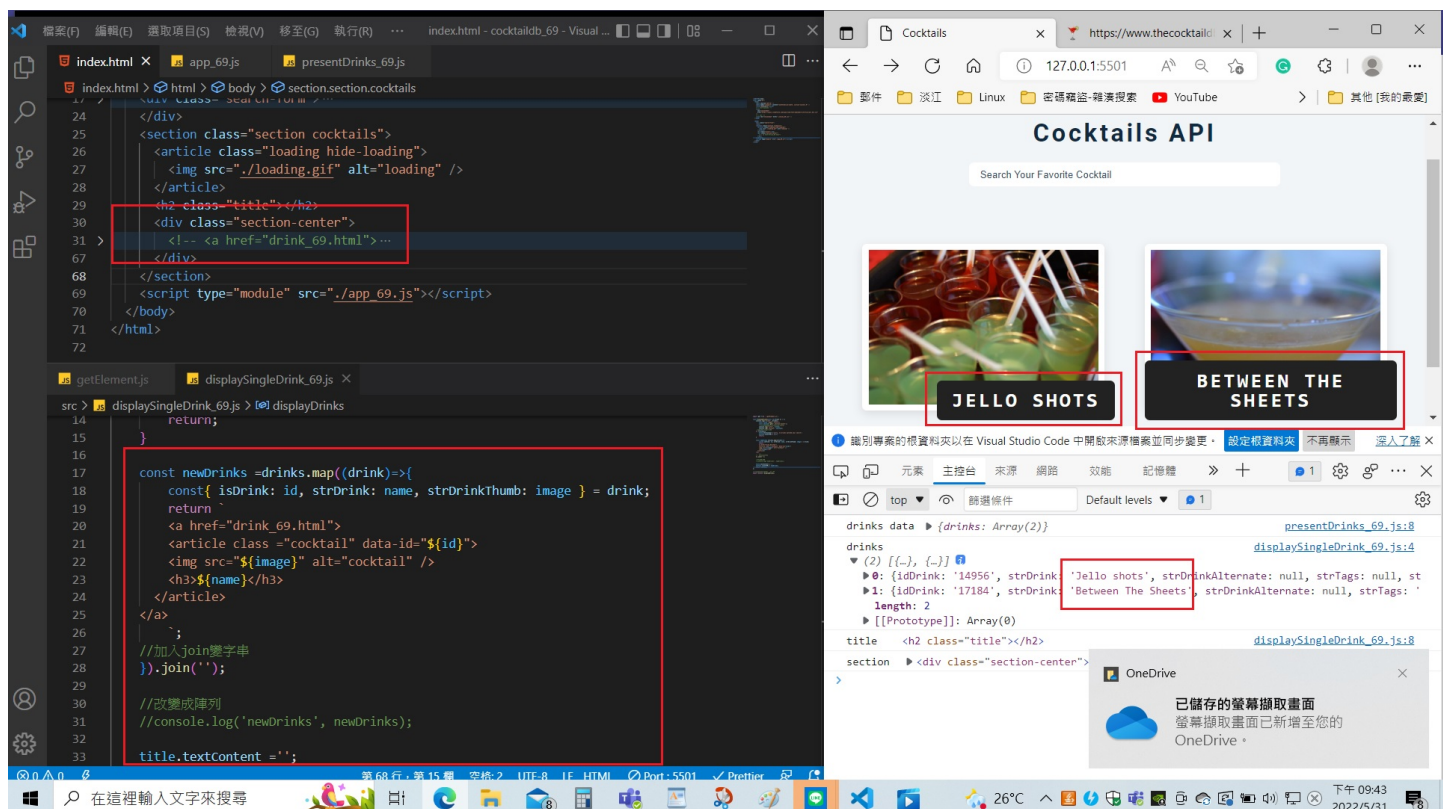 檔案(F) 編輯(E) 選取項目(S) 檢視(V) 移至(G) 執行(R) ··· index.html - cocktaildb_69 - Visual ...
index.html app_69.js presentDrinks_69.js
index.html > html > body > section.section.cocktails
17 <div class="search-form">···
24 </div>
25 <section class="section cocktails">
26 <article class="loading hide-loading">
27 <img src="./loading.gif" alt="loading" />
28 </article>
29 <h2 class="title"></h2>
30 <div class="section-center">
31 <!-- <a href="drink_69.html">···
67 </div>
68 </section>
69 <script type="module" src="./app_69.js"></script>
70 </body>
71 </html>
72
getElement.js displaySingleDrink_69.js
src > displaySingleDrink_69.js > displayDrinks
14 return;
15 }
16
17 const newDrinks =drinks.map((drink)=>{
18 const{ isDrink: id, strDrink: name, strDrinkThumb: image } = drink;
19 return `
20 <a href="drink_69.html">
21 <article class ="cocktail" data-id="${id}">
22 <img src="${image}" alt="cocktail" />
23 <h3>${name}</h3>
24 </article>
25 </a>
26 `;
27 //加入join變字串
28 }).join('');
29
30 //改變成陣列
31 //console.log('newDrinks', newDrinks);
32
33 title.textContent ='';
0 0 第 68 行，第 15 欄 空格: 2 UTF-8 LF HTML Port : 5501 Prettier
Cocktails https://www.thecocktaild
127.0.0.1:5501
郵件 淡江 Linux YouTube 其他 [我的最愛]
Cocktails API
Search Your Favorite Cocktail
JELLO SHOTS
BETWEEN THE
SHEETS
識別專案的根資料夾以在 Visual Studio Code 中開啟來源檔案並同步變更。 設定根資料夾 不再顯示 深入了解
元素 主控台 來源 網路 效能 記憶體 1
top 篩選條件 Default levels 1
drinks data {drinks: Array(2)} presentDrinks_69.js:8
drinks displaySingleDrink_69.js:4
(2) [{…}, {…}]
0: {idDrink: '14956', strDrink: 'Jello shots', strDrinkAlternate: null, strTags: null, st
1: {idDrink: '17184', strDrink: 'Between The Sheets', strDrinkAlternate: null, strTags: '
length: 2
[[Prototype]]: Array(0)
title <h2 class="title"></h2> displaySingleDrink_69.js:8
section <div class="section-center">
OneDrive
已儲存的螢幕擷取畫面
螢幕擷取畫面已新增至您的
OneDrive。
在這裡輸入文字來搜尋 26°C 下午 09:43